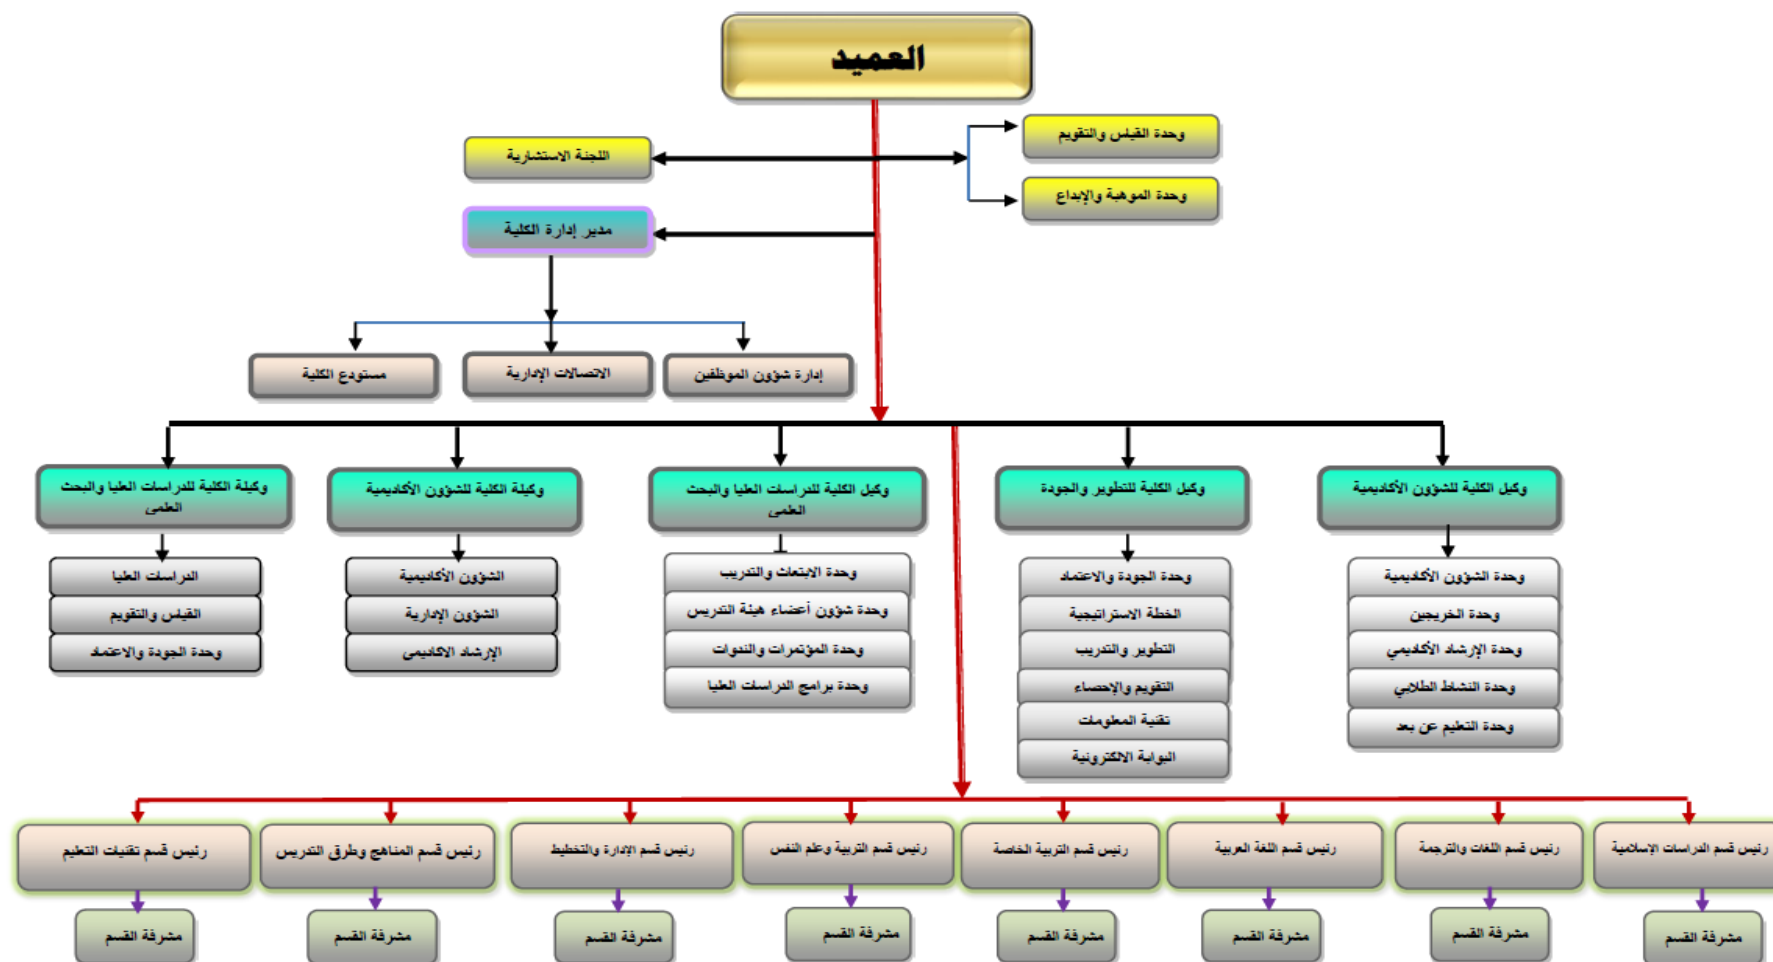 العميد
وحدة القياس والتقويم
اللجنة الاستشارية
وحدة الموهبة والإبداع
مدير إدارة الكلية
إدارة شؤون الموظفين
الاتصالات الإدارية
مستودع الكلية
وكيل الكلية للشؤون الأكاديمية
وكيل الكلية للتطوير والجودة
وكيل الكلية للدراسات العليا والبحث
العلمى
وكيلة الكلية للشؤون الأكاديمية
وكيلة الكلية للدراسات العليا والبحث
العلمى
وحدة الشؤون الأكاديمية
وحدة الخريجين
وحدة الإرشاد الأكاديمي
وحدة النشاط الطلابي
وحدة التعليم عن بعد
وحدة الجودة والاعتماد
الخطة الاستراتيجية
التطوير والتدريب
التقويم والإحصاء
تقنية المعلومات
البوابة الالكترونية
وحدة الابتعاث والتدريب
وحدة شؤون أعضاء هيئة التدريس
وحدة المؤتمرات والندوات
وحدة برامج الدراسات العليا
الشؤون الأكاديمية
الشؤون الإدارية
الإرشاد الاكاديمى
الدراسات العليا
القياس والتقويم
وحدة الجودة والاعتماد
رئيس قسم الدراسات الإسلامية
رئيس قسم اللغات والترجمة
رئيس قسم اللغة العربية
رئيس قسم التربية الخاصة
رئيس قسم التربية وعلم النفس
رئيس قسم الإدارة والتخطيط
رئيس قسم المناهج وطرق التدريس
رئيس قسم تقنيات التعليم
مشرفة القسم
مشرفة القسم
مشرفة القسم
مشرفة القسم
مشرفة القسم
مشرفة القسم
مشرفة القسم
مشرفة القسم